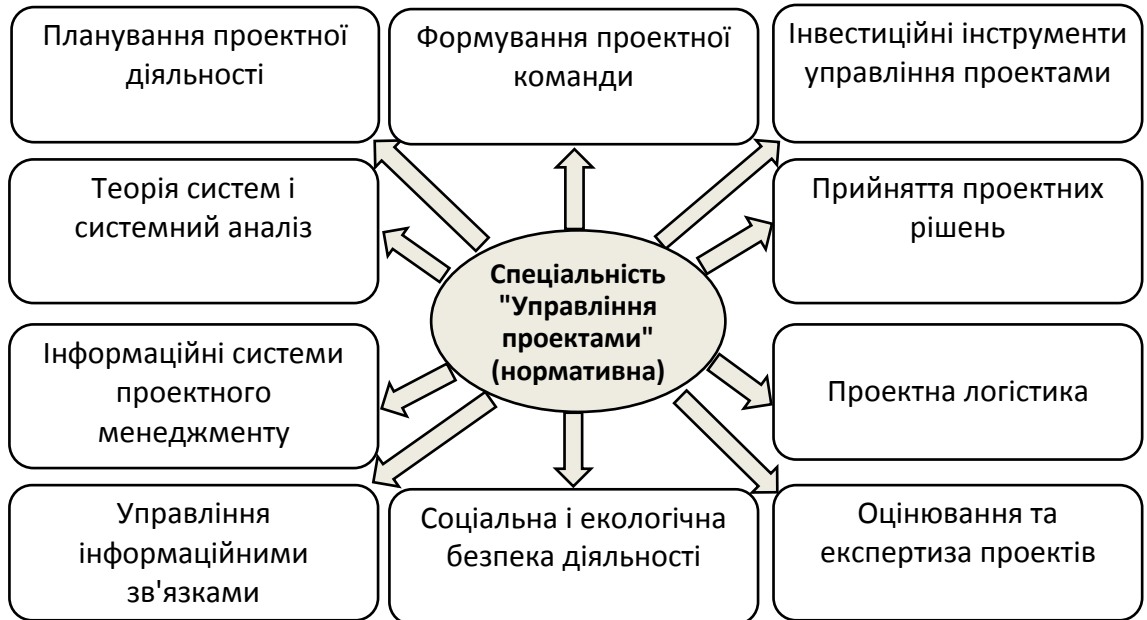 Планування проектної
діяльності
Формування проектної
команди
Інвестиційні інструменти
управління проектами
Теорія систем і
системний аналіз
Прийняття проектних
рішень
Спеціальність
"Управління
проектами"
(нормативна)
Інформаційні системи
проектного
менеджменту
Проектна логістика
Управління
інформаційними
зв'язками
Соціальна і екологічна
безпека діяльності
Оцінювання та
експертиза проектів